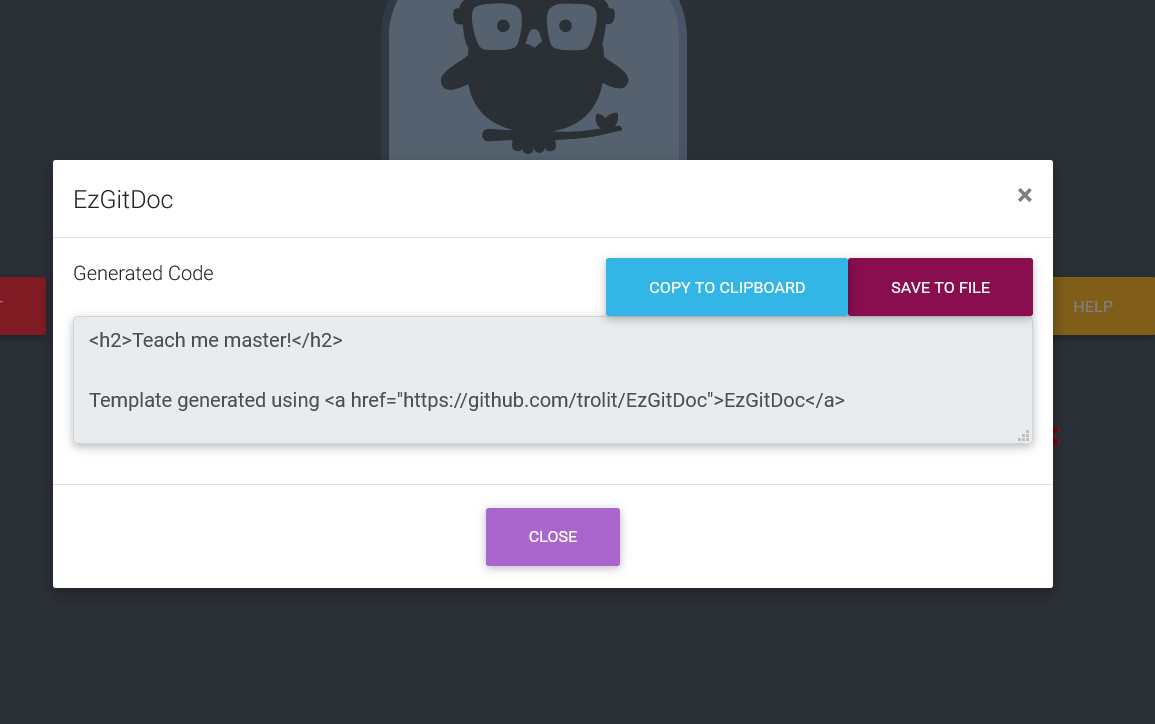 EzGitDoc
×
Generated Code
COPY TO CLIPBOARD
SAVE TO FILE
<h2>Teach me master!</h2>
Template generated using <a href="https://github.com/trolit/EzGitDoc">EzGitDoc</a>
HELP
CLOSE